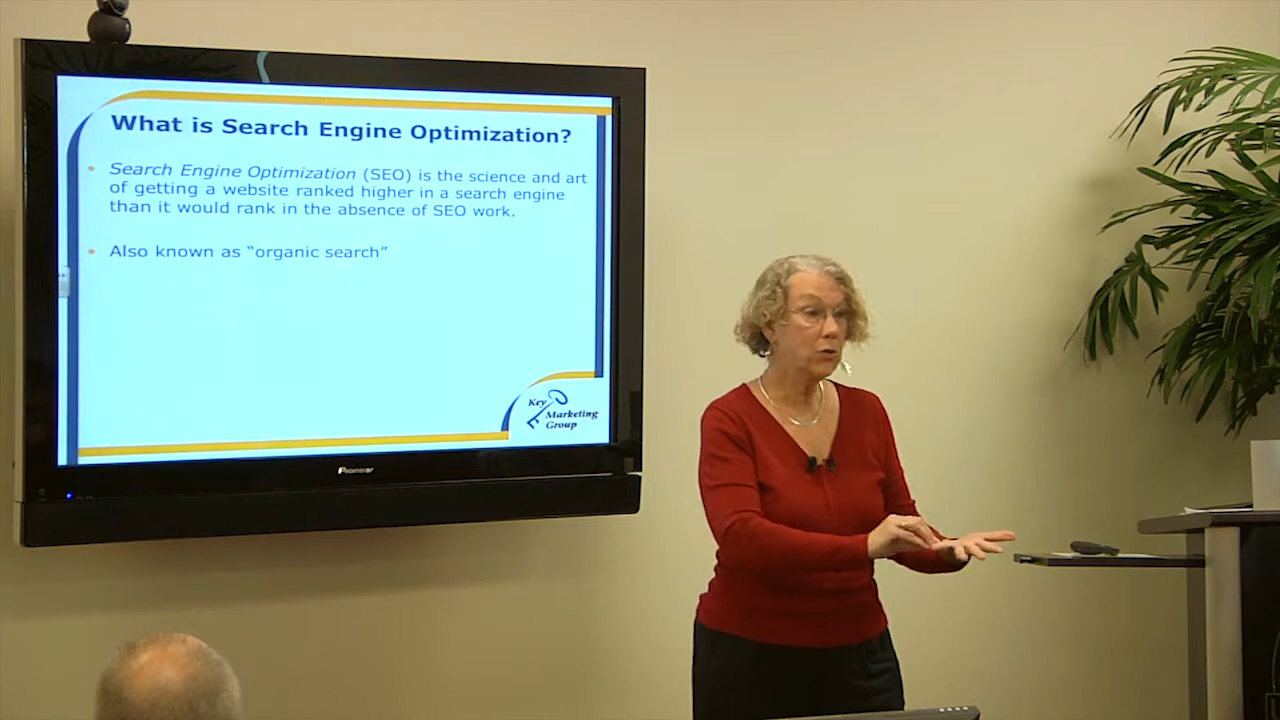 What is Search Engine Optimization?
Search Engine Optimization (SEO) is the science and art
of getting a website ranked higher in a search engine
than it would rank in the absence of SEO work.
Also known as “organic search”
Key
Marketing
Group
Pioneer